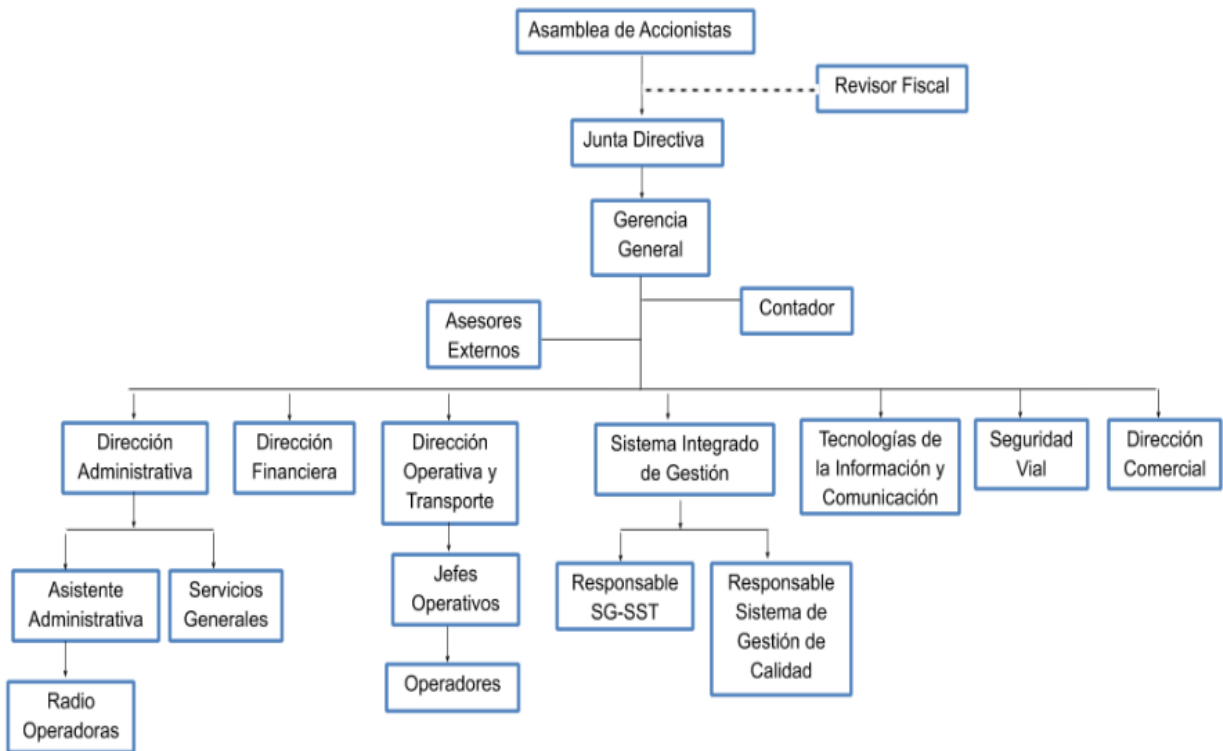 Asamblea de Accionistas
Revisor Fiscal
Junta Directiva
Gerencia
General
Contador
Asesores
Externos
Dirección
Administrativa
Dirección
Financiera
Dirección
Operativa y
Transporte
Sistema Integrado
de Gestión
Tecnologías de
la Información y
Comunicación
Seguridad
Vial
Dirección
Comercial
Asistente
Administrativa
Servicios
Generales
Jefes
Operativos
Responsable
SG-SST
Responsable
Sistema de
Gestión de
Calidad
Radio
Operadoras
Operadores